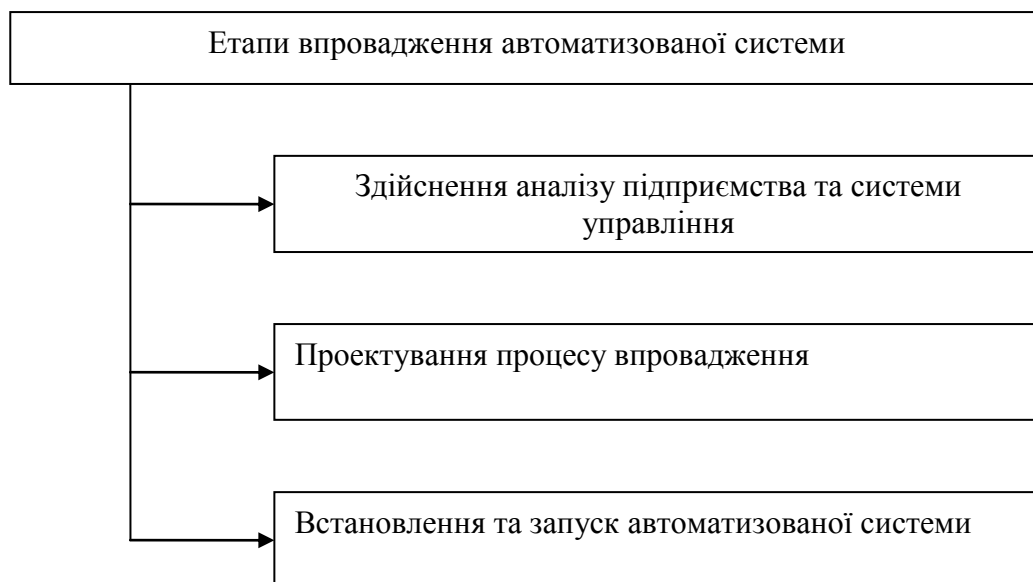 Етапи впровадження автоматизованої системи
Здійснення аналізу підприємства та системи
управління
Проектування процесу впровадження
Встановлення та запуск автоматизованої системи